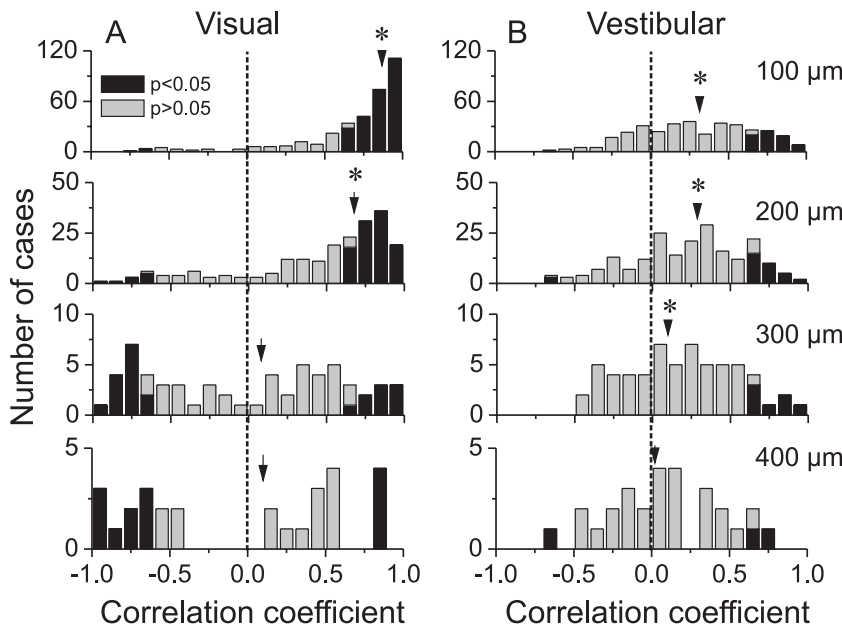 A Visual
B Vestibular
p<0.05
p>0.05
*
*
*
*
*
100 µm
200 µm
300 µm
400 µm
120
60
30 
0
50
25
0
10
5
0
5
0
90
60
30
0
50
25
0
10
5
0
5
0
-1.0 -0.5 0.0 0.5 1.0
-1.0 -0.5 0.0 0.5 1.0
Number of cases
Correlation coefficient
Correlation coefficient